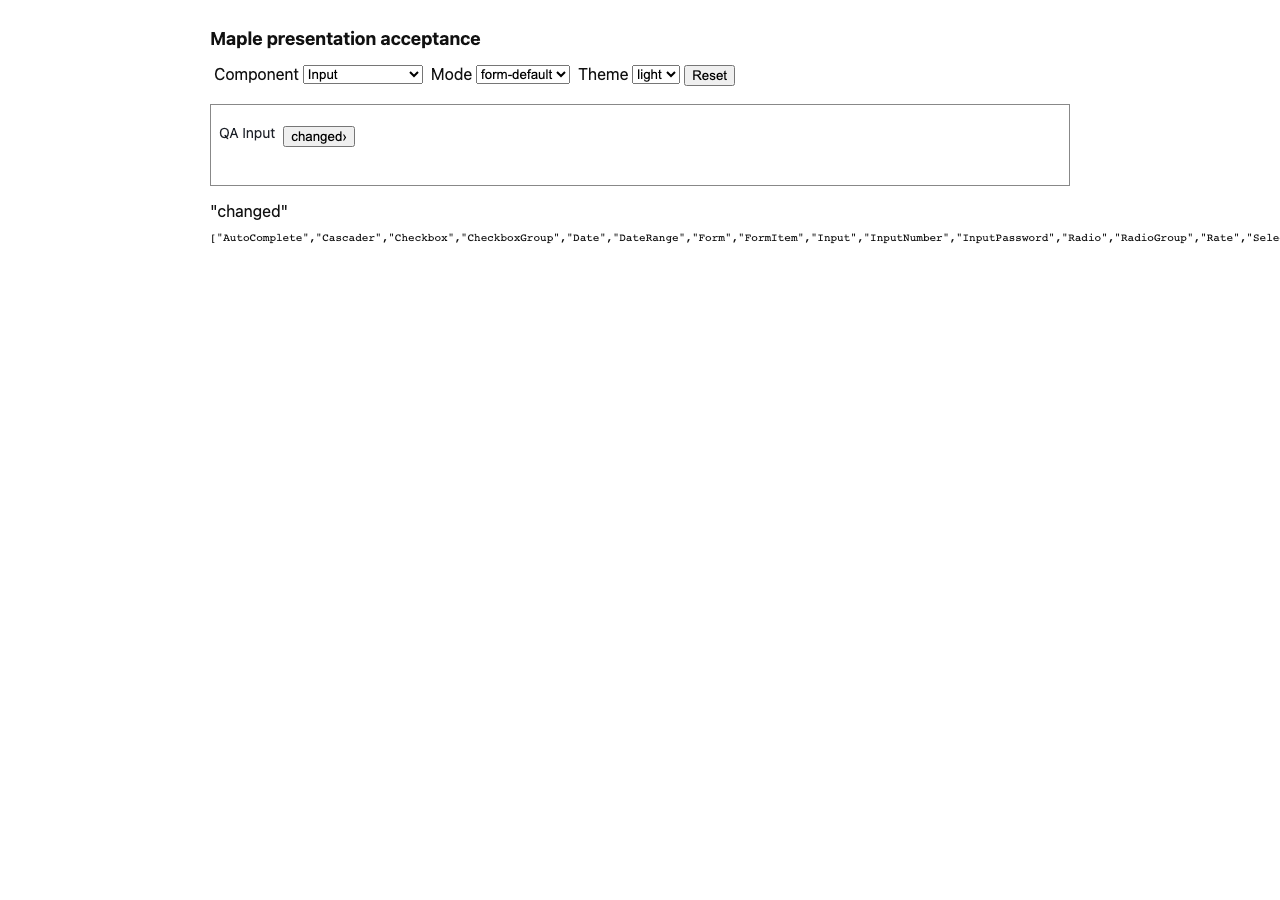 Maple presentation acceptance
Component Input Mode form-default Theme light Reset
QA Input changed›
"changed"
["AutoComplete","Cascader","Checkbox","CheckboxGroup","Date","DateRange","Form","FormItem","Input","InputNumber","InputPassword","Radio","RadioGroup","Rate","Sele